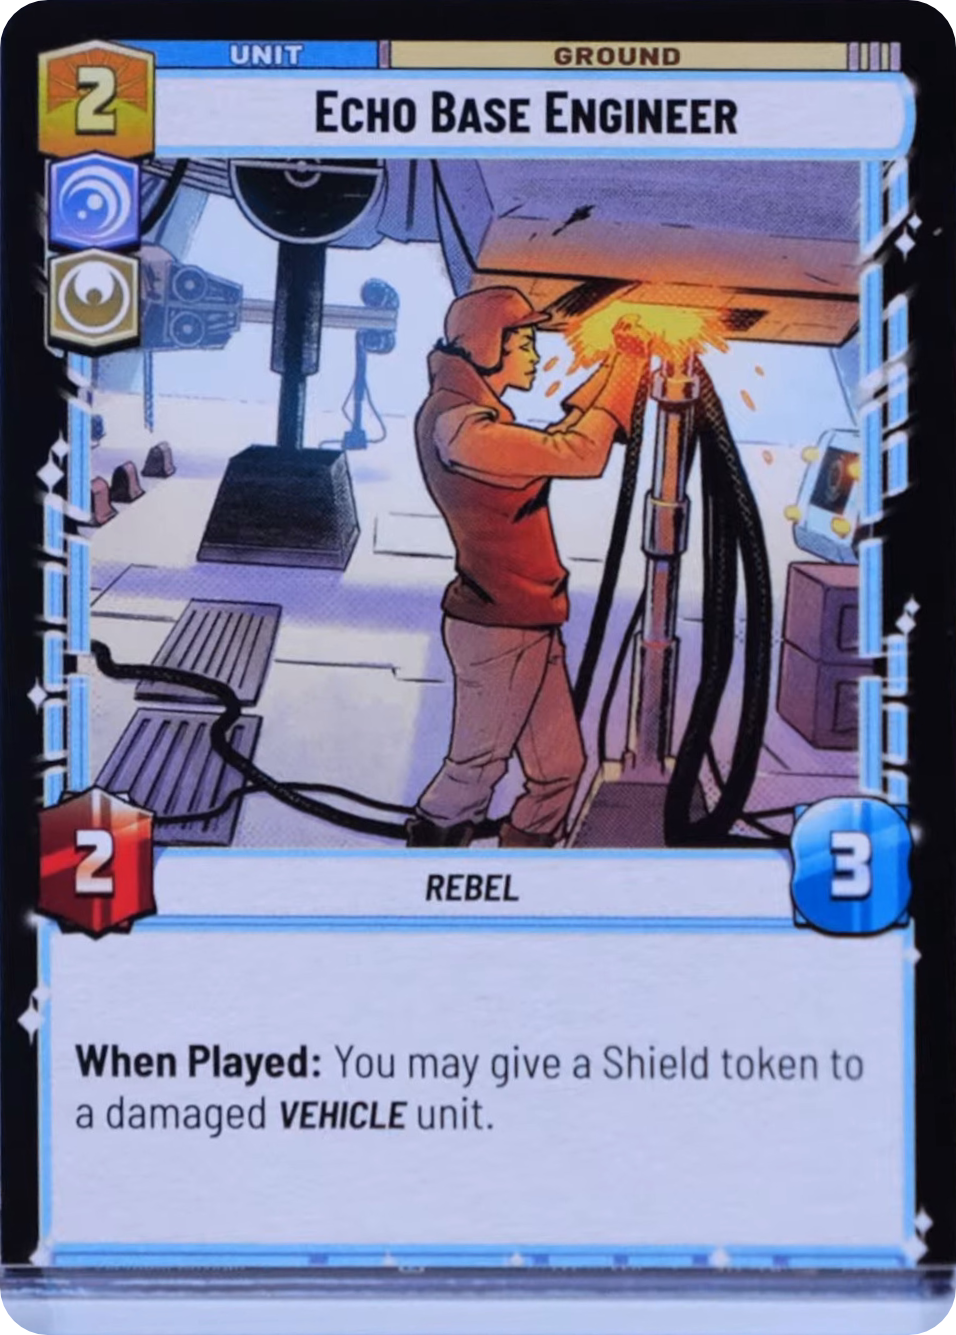 UNIT GROUND
2
ECHO BASE ENGINEER
2
REBEL
3
When Played: You may give a Shield token to
a damaged VEHICLE unit.